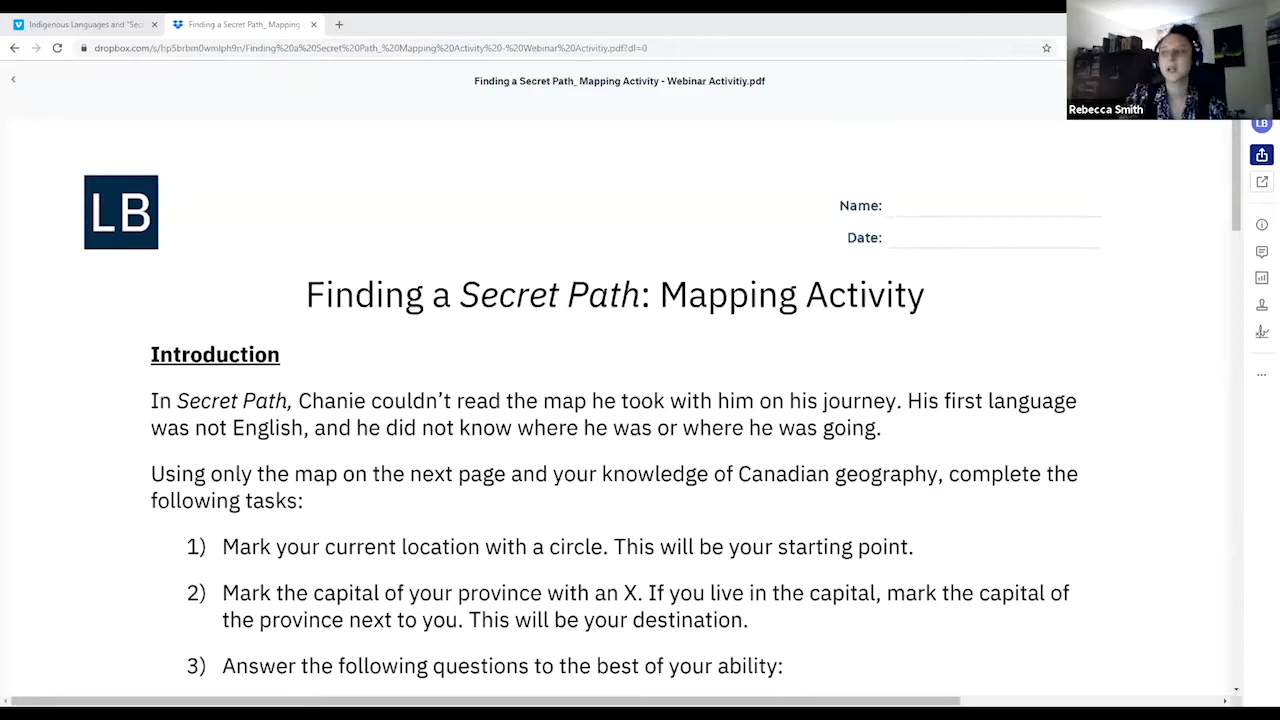 Indigenous Languages and "Sec
Finding a Secret Path_ Mapping
dropbox.com/s/hp5brbm0wmlph9n/Finding%20a%20Secret%20Path_%20Mapping%20Activity%20-%20Webinar%20Activitiy.pdf?dl=0
Finding a Secret Path_ Mapping Activity - Webinar Activitiy.pdf
Rebecca Smith
LB
LB
Name:
Date:
Finding a Secret Path: Mapping Activity
Introduction
In Secret Path, Chanie couldn’t read the map he took with him on his journey. His first language
was not English, and he did not know where he was or where he was going.
Using only the map on the next page and your knowledge of Canadian geography, complete the
following tasks:
1) Mark your current location with a circle. This will be your starting point.
2) Mark the capital of your province with an X. If you live in the capital, mark the capital of
the province next to you. This will be your destination.
3) Answer the following questions to the best of your ability: